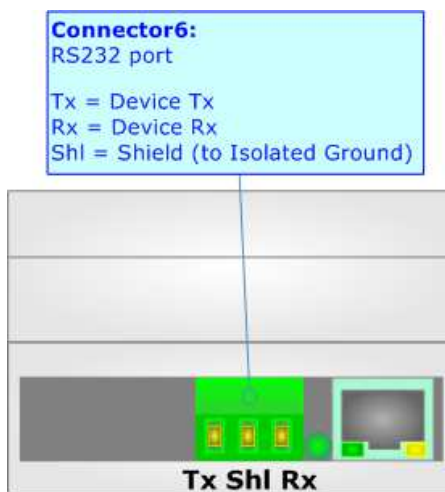 Connector6:
RS232 port
Tx = Device Tx
Rx = Device Rx
Shl = Shield (to Isolated Ground)
Tx Shl Rx